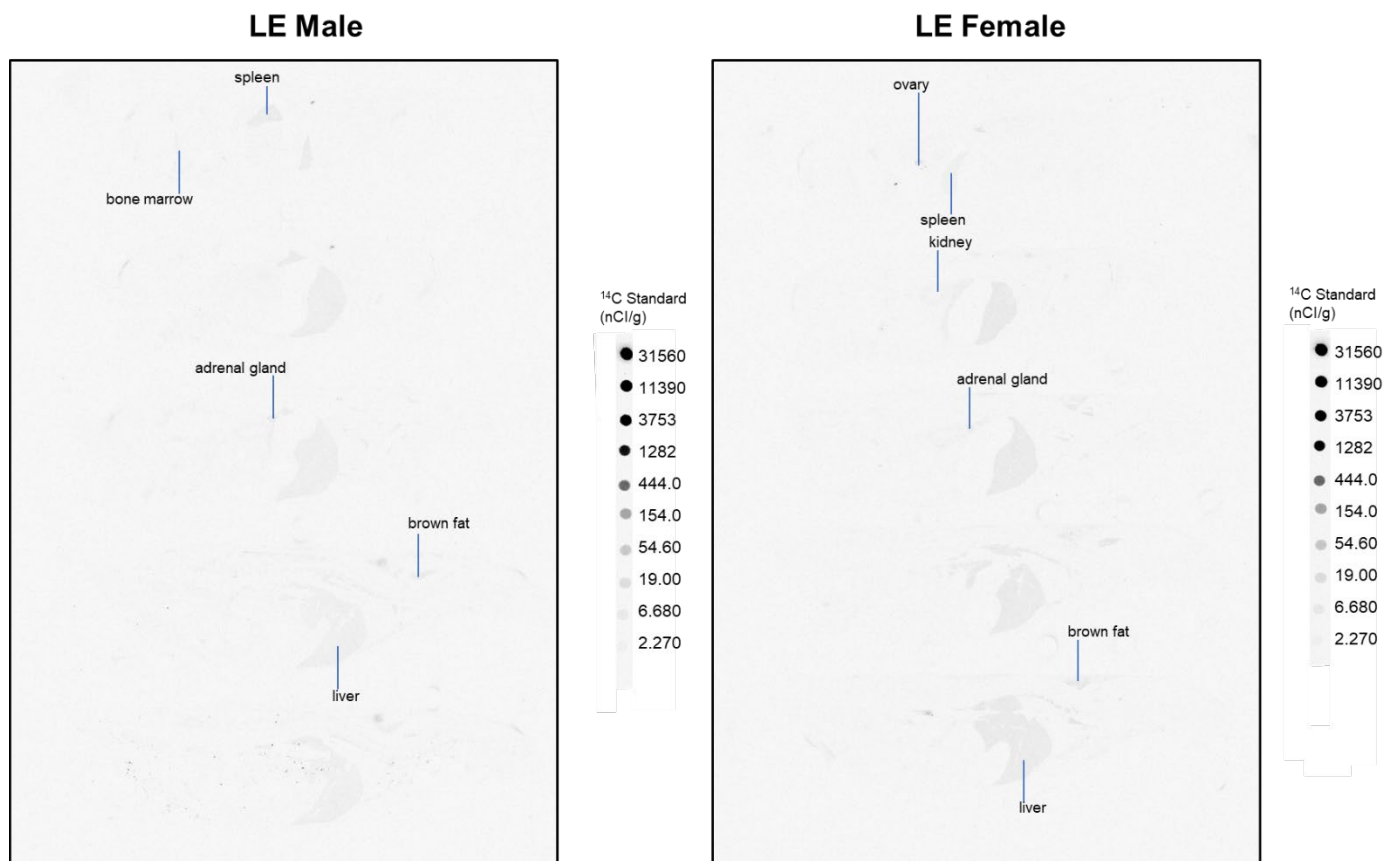 LE Male
LE Female
spleen
bone marrow
adrenal gland
brown fat
liver
¹⁴C Standard
(nCI/g)
31560
11390
3753
1282
444.0
154.0
54.60
19.00
6.680
2.270
ovary
spleen
kidney
adrenal gland
brown fat
liver
¹⁴C Standard
(nCI/g)
31560
11390
3753
1282
444.0
154.0
54.60
19.00
6.680
2.270